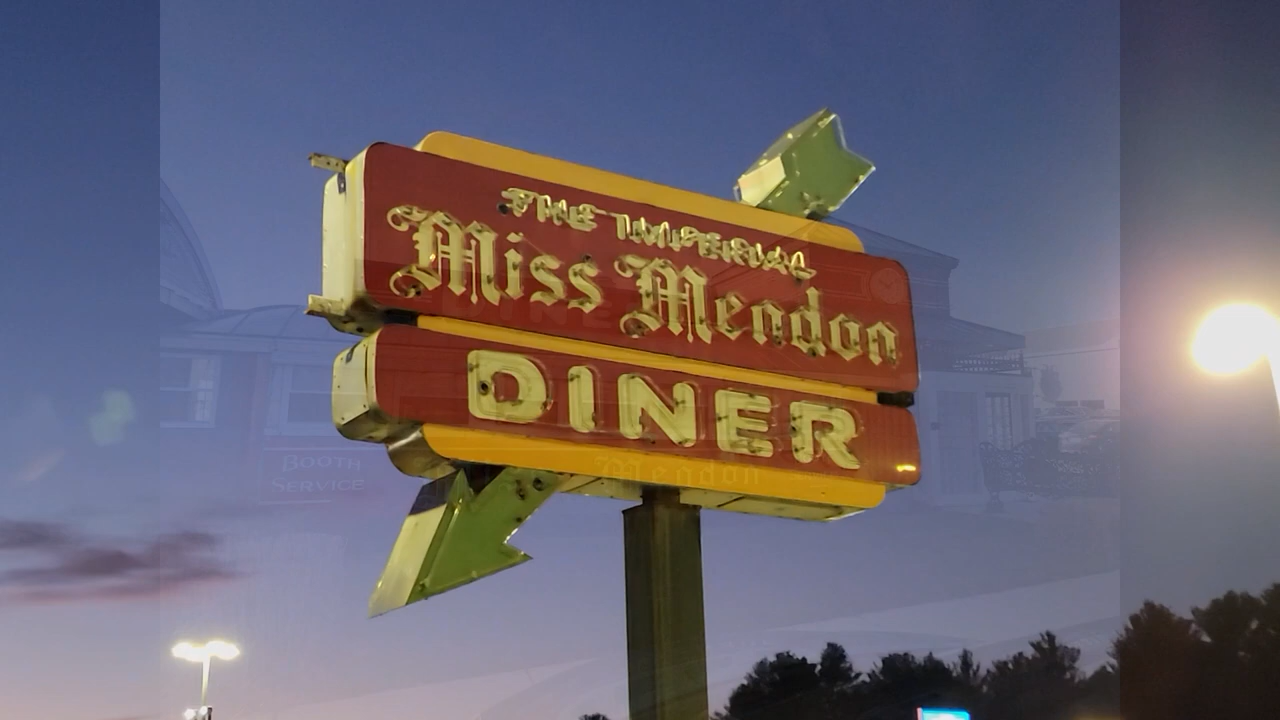 THE IMPERIAL
Miss Mendon
DINER
BOOTH
SERVICE
Mendon